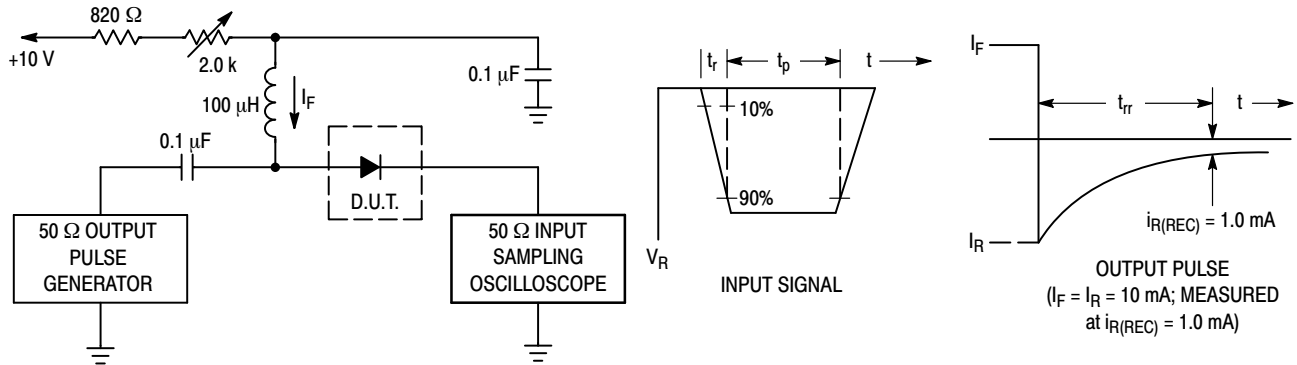 820 Ω
+10 V
2.0 k
100 μH
I_F
0.1 μF
0.1 μF
D.U.T.
50 Ω OUTPUT
PULSE
GENERATOR
50 Ω INPUT
SAMPLING
OSCILLOSCOPE
t_r
t_p
t
10%
90%
V_R
INPUT SIGNAL
I_F
t_rr
t
I_R
i_R(REC) = 1.0 mA
OUTPUT PULSE
(I_F = I_R = 10 mA; MEASURED
at i_R(REC) = 1.0 mA)